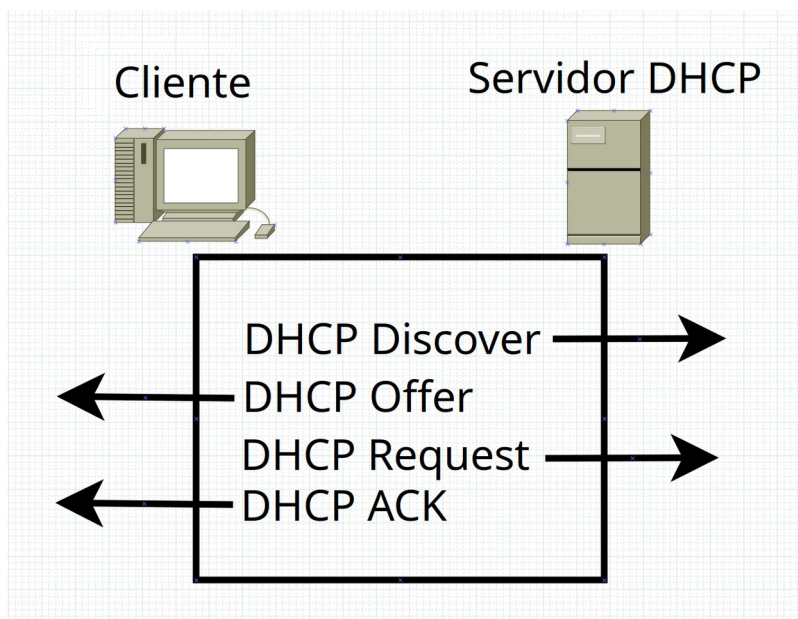 Cliente
Servidor DHCP
DHCP Discover
DHCP Offer
DHCP Request
DHCP ACK